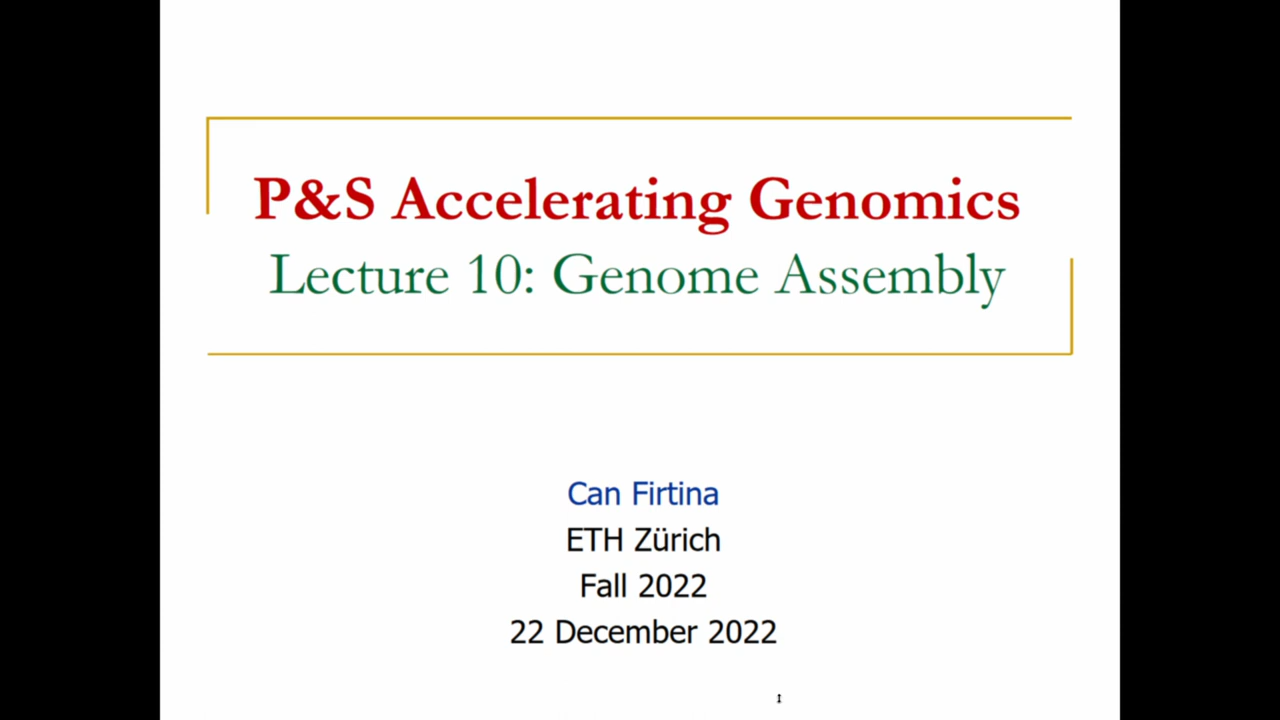 P&S Accelerating Genomics
Lecture 10: Genome Assembly
Can Firtina
ETH Zürich
Fall 2022
22 December 2022